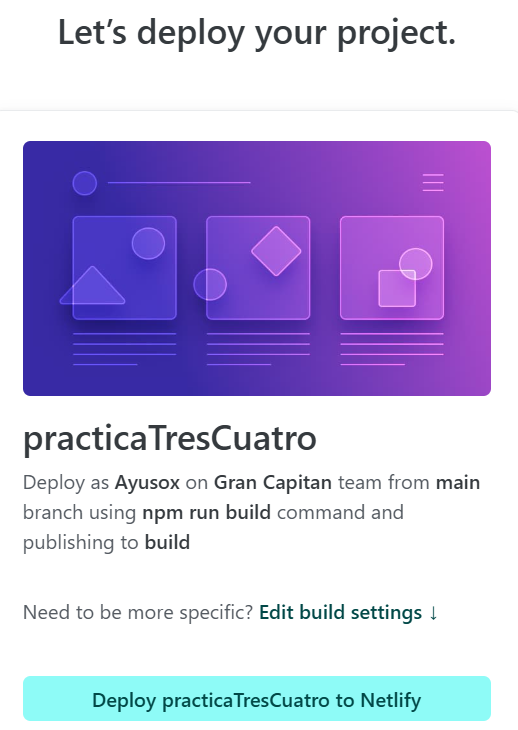 Let’s deploy your project.
practicaTresCuatro
Deploy as Ayusox on Gran Capitan team from main
branch using npm run build command and
publishing to build
Need to be more specific? Edit build settings ↓
Deploy practicaTresCuatro to Netlify